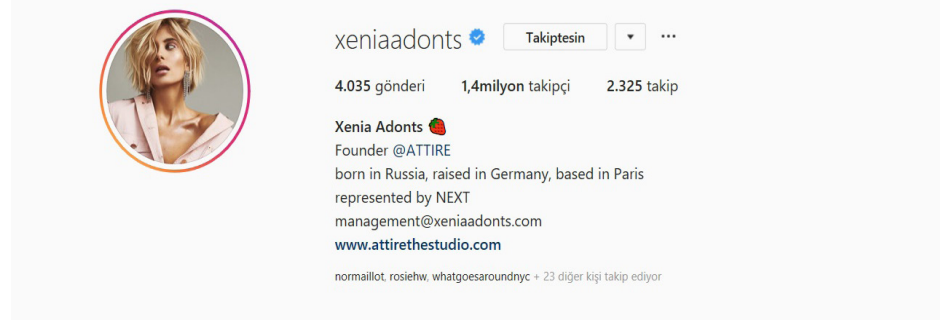 xeniaadonts Takiptesin
4.035 gönderi 1,4milyon takipçi 2.325 takip
Xenia Adonts 🍓
Founder @ATTIRE
born in Russia, raised in Germany, based in Paris
represented by NEXT
management@xeniaadonts.com
www.attirethestudio.com
normaillot, rosiehw, whatgoesaroundnyc + 23 diğer kişi takip ediyor